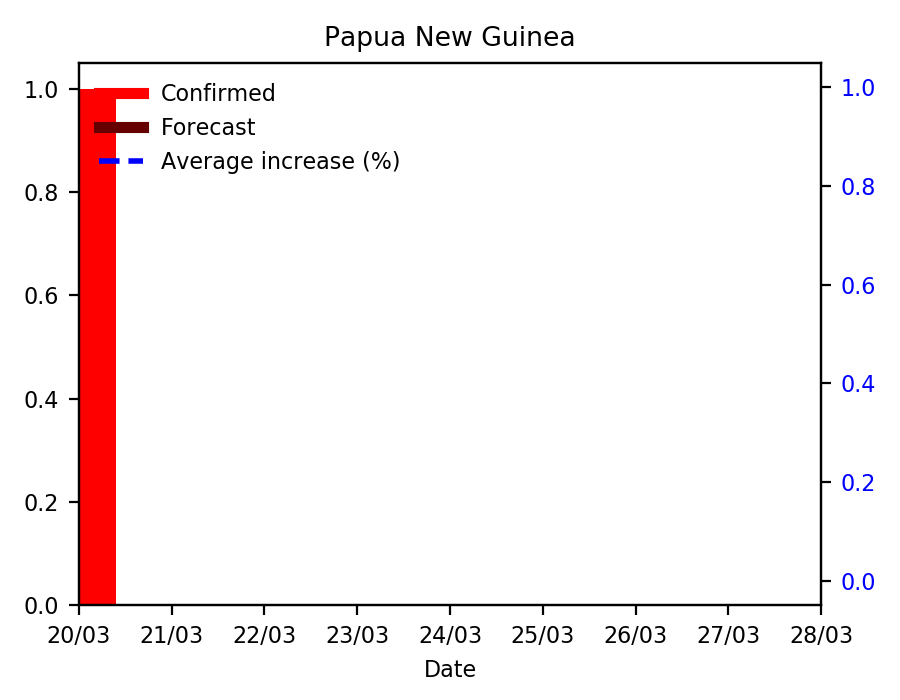 Papua New Guinea
Confirmed
Forecast
Average increase (%)
1.0
0.8
0.6
0.4
0.2
0.0
1.0
0.8
0.6
0.4
0.2
0.0
20/03 21/03 22/03 23/03 24/03 25/03 26/03 27/03 28/03
Date